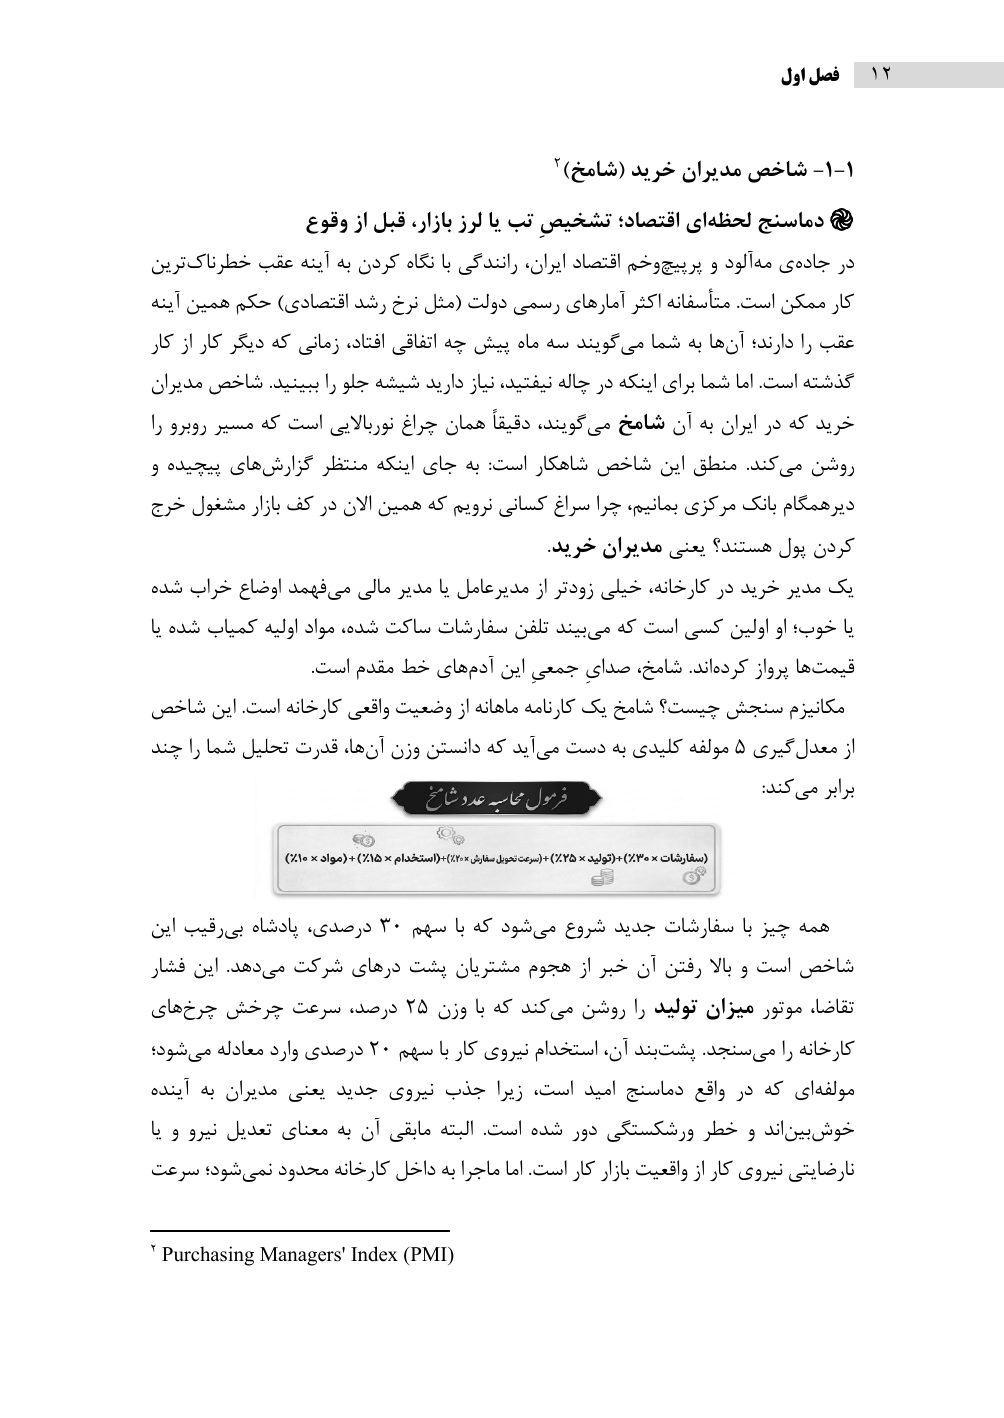 ۱۲ فصل اول
۱-۱- شاخص مدیران خرید (شامخ)۲
دماسنج لحظه‌ای اقتصاد؛ تشخیصِ تب یا لرز بازار، قبل از وقوع
در جاده‌ی مه‌آلود و پرپیچ‌وخم اقتصاد ایران، رانندگی با نگاه کردن به آینه عقب خطرناک‌ترین
کار ممکن است. متأسفانه اکثر آمارهای رسمی دولت (مثل نرخ رشد اقتصادی) حکم همین آینه
عقب را دارند؛ آن‌ها به شما می‌گویند سه ماه پیش چه اتفاقی افتاد، زمانی که دیگر کار از کار
گذشته است. اما شما برای اینکه در چاله نیفتید، نیاز دارید شیشه جلو را ببینید. شاخص مدیران
خرید که در ایران به آن شامخ می‌گویند، دقیقاً همان چراغ نوربالایی است که مسیر روبرو را
روشن می‌کند. منطق این شاخص شاهکار است: به جای اینکه منتظر گزارش‌های پیچیده و
دیرهمگام بانک مرکزی بمانیم، چرا سراغ کسانی نرویم که همین الان در کف بازار مشغول خرج
کردن پول هستند؟ یعنی مدیران خرید.
یک مدیر خرید در کارخانه، خیلی زودتر از مدیرعامل یا مدیر مالی می‌فهمد اوضاع خراب شده
یا خوب؛ او اولین کسی است که می‌بیند تلفن سفارشات ساکت شده، مواد اولیه کمیاب شده یا
قیمت‌ها پرواز کرده‌اند. شامخ، صدایِ جمعیِ این آدم‌های خط مقدم است.
مکانیزم سنجش چیست؟ شامخ یک کارنامه ماهانه از وضعیت واقعی کارخانه است. این شاخص
از معدل‌گیری ۵ مولفه کلیدی به دست می‌آید که دانستن وزن آن‌ها، قدرت تحلیل شما را چند
برابر می‌کند:
فرمول محاسبه عدد شامخ
(سفارشات × ۳۰٪)+(تولید × ۲۵٪)+(سرعت تحویل سفارش × ۲۰٪)+(استخدام × ۱۵٪)+(مواد × ۱۰٪)
همه چیز با سفارشات جدید شروع می‌شود که با سهم ۳۰ درصدی، پادشاه بی‌رقیب این
شاخص است و بالا رفتن آن خبر از هجوم مشتریان پشت درهای شرکت می‌دهد. این فشار
تقاضا، موتور میزان تولید را روشن می‌کند که با وزن ۲۵ درصد، سرعت چرخش چرخ‌های
کارخانه را می‌سنجد. پشت‌بند آن، استخدام نیروی کار با سهم ۲۰ درصدی وارد معادله می‌شود؛
مولفه‌ای که در واقع دماسنج امید است، زیرا جذب نیروی جدید یعنی مدیران به آینده
خوش‌بین‌اند و خطر ورشکستگی دور شده است. البته مابقی آن به معنای تعدیل نیرو و یا
نارضایتی نیروی کار از واقعیت بازار کار است. اما ماجرا به داخل کارخانه محدود نمی‌شود؛ سرعت
۲ Purchasing Managers' Index (PMI)